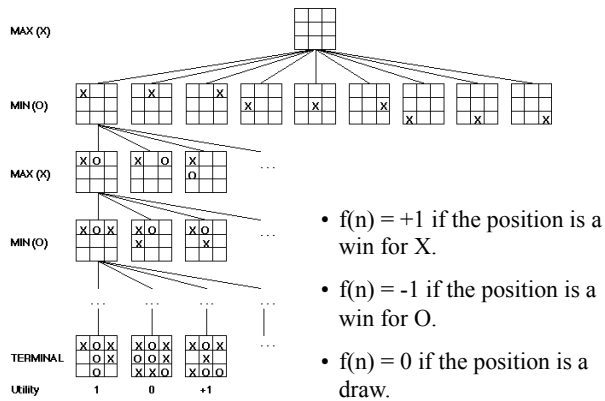 MAX (X)
X X X X X X X X X
MIN (O)
X O X O X
MAX (X)
O
...
X O X X O X O
MIN (O)
X X
...
• f(n) = +1 if the position is a
win for X.
• f(n) = -1 if the position is a
win for O.
... ... ... ...
X O X X O X X O X
TERMINAL
O X O O X X
O X X O X O O
...
• f(n) = 0 if the position is a
draw.
Utility 1 0 +1